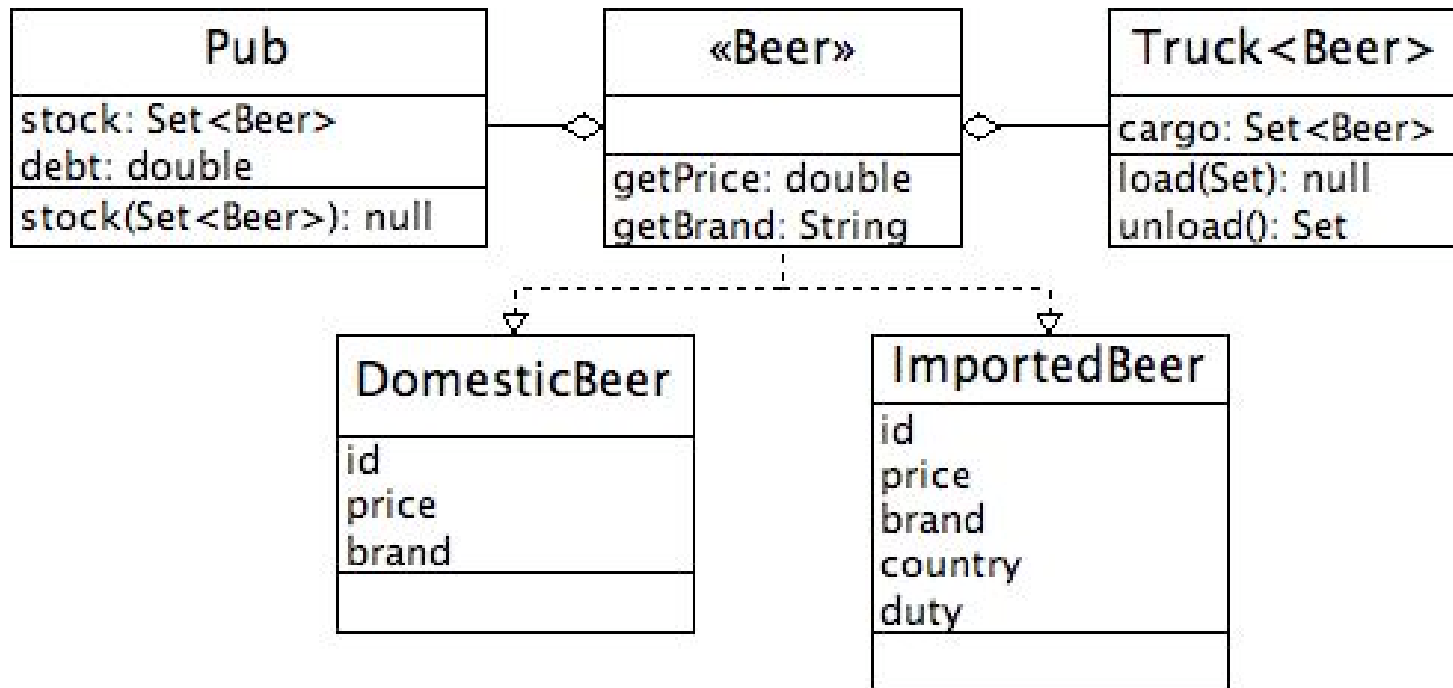 Pub
stock: Set<Beer>
debt: double
stock(Set<Beer>): null
«Beer»
getPrice: double
getBrand: String
Truck<Beer>
cargo: Set<Beer>
load(Set): null
unload(): Set
DomesticBeer
id
price
brand
ImportedBeer
id
price
brand
country
duty